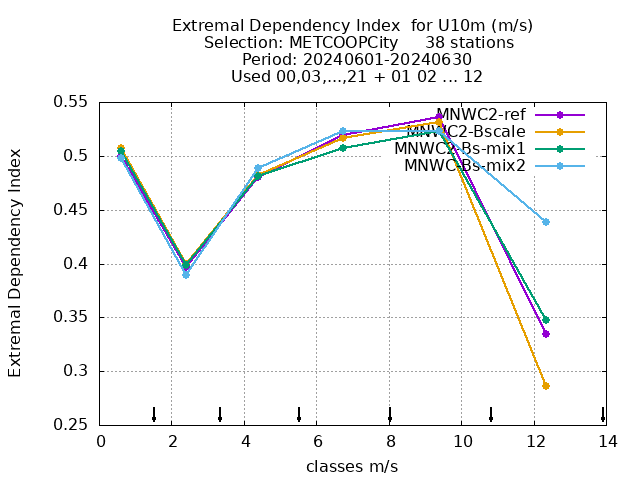 Extremal Dependency Index  for U10m (m/s)
Selection: METCOOPCity     38 stations
Period: 20240601-20240630
Used 00,03,...,21 + 01 02 ... 12
MNWC2-ref
MNWC2-Bscale
MNWC2-Bs-mix1
MNWC-Bs-mix2
Extremal Dependency Index
0.55
0.5
0.45
0.4
0.35
0.3
0.25
0 2 4 6 8 10 12 14
classes m/s